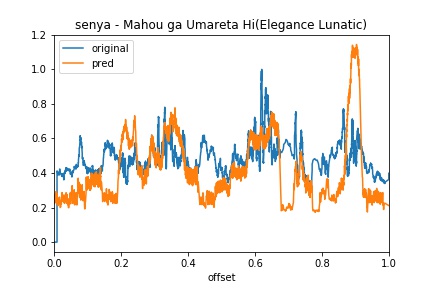 senya - Mahou ga Umareta Hi(Elegance Lunatic)
original
pred
1.2
1.0
0.8
0.6
0.4
0.2
0.0
0.0 0.2 0.4 0.6 0.8 1.0
offset